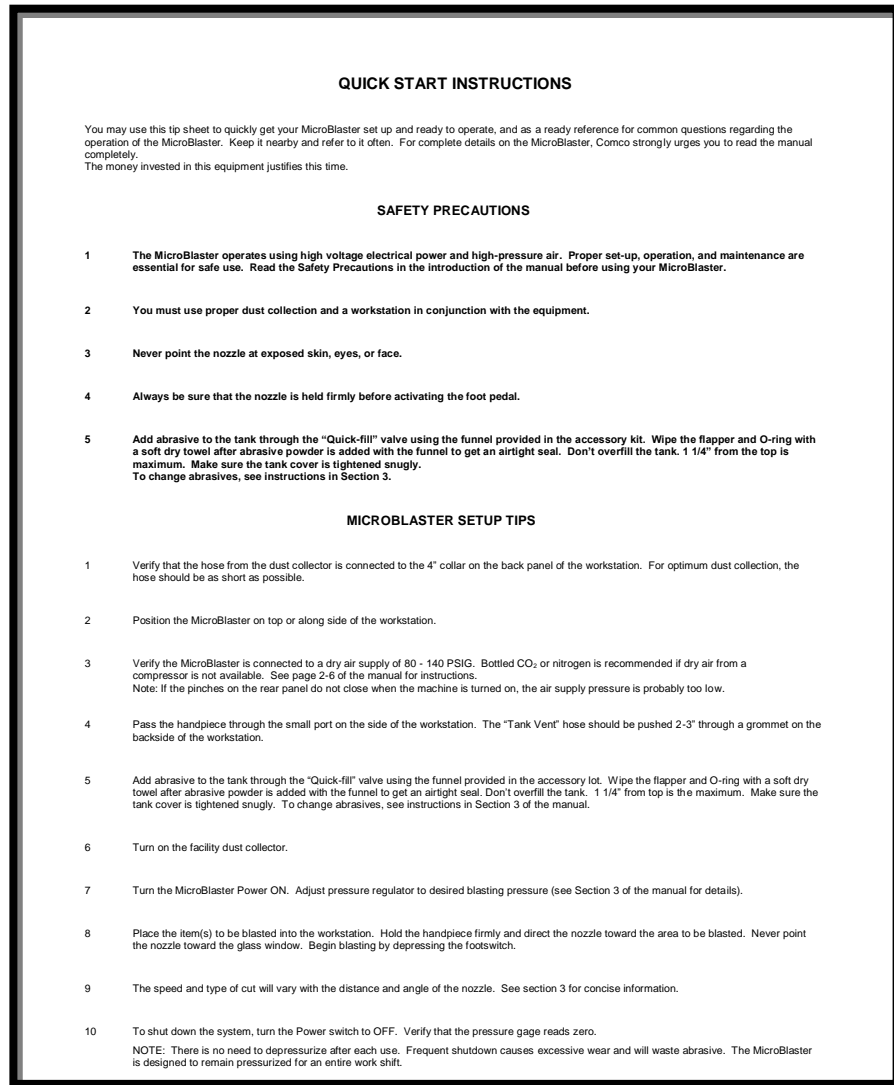 QUICK START INSTRUCTIONS
You may use this tip sheet to quickly get your MicroBlaster set up and ready to operate, and as a ready reference for common questions regarding the
operation of the MicroBlaster.  Keep it nearby and refer to it often.  For complete details on the MicroBlaster, Comco strongly urges you to read the manual
completely.
The money invested in this equipment justifies this time.
SAFETY PRECAUTIONS
1 The MicroBlaster operates using high voltage electrical power and high-pressure air.  Proper set-up, operation, and maintenance are
essential for safe use.  Read the Safety Precautions in the introduction of the manual before using your MicroBlaster.
2 You must use proper dust collection and a workstation in conjunction with the equipment.
3 Never point the nozzle at exposed skin, eyes, or face.
4 Always be sure that the nozzle is held firmly before activating the foot pedal.
5 Add abrasive to the tank through the “Quick-fill” valve using the funnel provided in the accessory kit.  Wipe the flapper and O-ring with
a soft dry towel after abrasive powder is added with the funnel to get an airtight seal.  Don’t overfill the tank. 1 1/4” from the top is
maximum.  Make sure the tank cover is tightened snugly.
To change abrasives, see instructions in Section 3.
MICROBLASTER SETUP TIPS
1 Verify that the hose from the dust collector is connected to the 4” collar on the back panel of the workstation.  For optimum dust collection, the
hose should be as short as possible.
2 Position the MicroBlaster on top or along side of the workstation.
3 Verify the MicroBlaster is connected to a dry air supply of 80 - 140 PSIG.  Bottled CO₂ or nitrogen is recommended if dry air from a
compressor is not available.  See page 2-6 of the manual for instructions.
Note: If the pinches on the rear panel do not close when the machine is turned on, the air supply pressure is probably too low.
4 Pass the handpiece through the small port on the side of the workstation.  The “Tank Vent” hose should be pushed 2-3” through a grommet on the
backside of the workstation.
5 Add abrasive to the tank through the “Quick-fill” valve using the funnel provided in the accessory lot.  Wipe the flapper and O-ring with a soft dry
towel after abrasive powder is added with the funnel to get an airtight seal. Don’t overfill the tank.  1 1/4” from top is the maximum.  Make sure the
tank cover is tightened snugly.  To change abrasives, see instructions in Section 3 of the manual.
6 Turn on the facility dust collector.
7 Turn the MicroBlaster Power ON.  Adjust pressure regulator to desired blasting pressure (see Section 3 of the manual for details).
8 Place the item(s) to be blasted into the workstation.  Hold the handpiece firmly and direct the nozzle toward the area to be blasted.  Never point
the nozzle toward the glass window.  Begin blasting by depressing the footswitch.
9 The speed and type of cut will vary with the distance and angle of the nozzle.  See section 3 for concise information.
10 To shut down the system, turn the Power switch to OFF.  Verify that the pressure gage reads zero.
NOTE:  There is no need to depressurize after each use.  Frequent shutdown causes excessive wear and will waste abrasive.  The MicroBlaster
is designed to remain pressurized for an entire work shift.